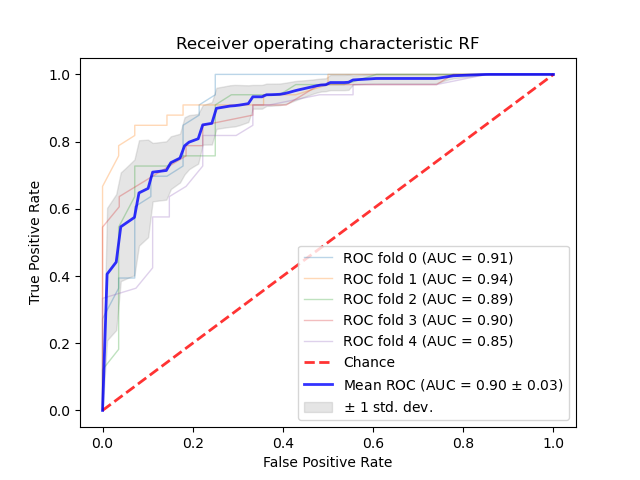 Receiver operating characteristic RF
True Positive Rate
1.0
0.8
0.6
0.4
0.2
0.0
ROC fold 0 (AUC = 0.91)
ROC fold 1 (AUC = 0.94)
ROC fold 2 (AUC = 0.89)
ROC fold 3 (AUC = 0.90)
ROC fold 4 (AUC = 0.85)
Chance
Mean ROC (AUC = 0.90 ± 0.03)
± 1 std. dev.
0.0 0.2 0.4 0.6 0.8 1.0
False Positive Rate